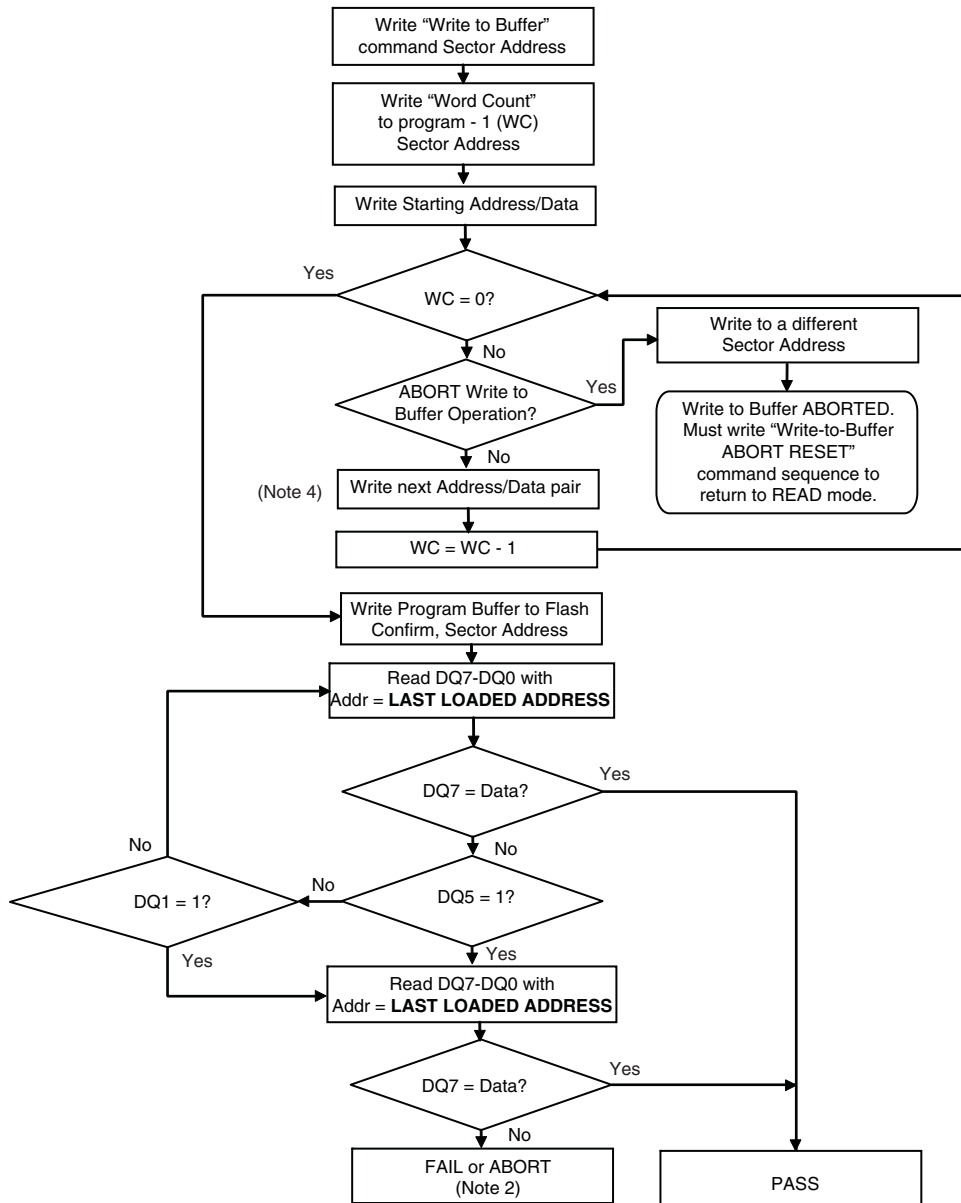 Write “Write to Buffer”
command Sector Address
Write “Word Count”
to program - 1 (WC)
Sector Address
Write Starting Address/Data
Yes
WC = 0?
No
Write to a different
Sector Address
ABORT Write to
Buffer Operation?
Yes
No
Write to Buffer ABORTED.
Must write “Write-to-Buffer
ABORT RESET”
command sequence to
return to READ mode.
(Note 4)
Write next Address/Data pair
WC = WC - 1
Write Program Buffer to Flash
Confirm, Sector Address
Read DQ7-DQ0 with
Addr = LAST LOADED ADDRESS
DQ7 = Data?
Yes
No
No
DQ1 = 1?
No
DQ5 = 1?
Yes
Yes
Read DQ7-DQ0 with
Addr = LAST LOADED ADDRESS
DQ7 = Data?
Yes
No
FAIL or ABORT
(Note 2)
PASS